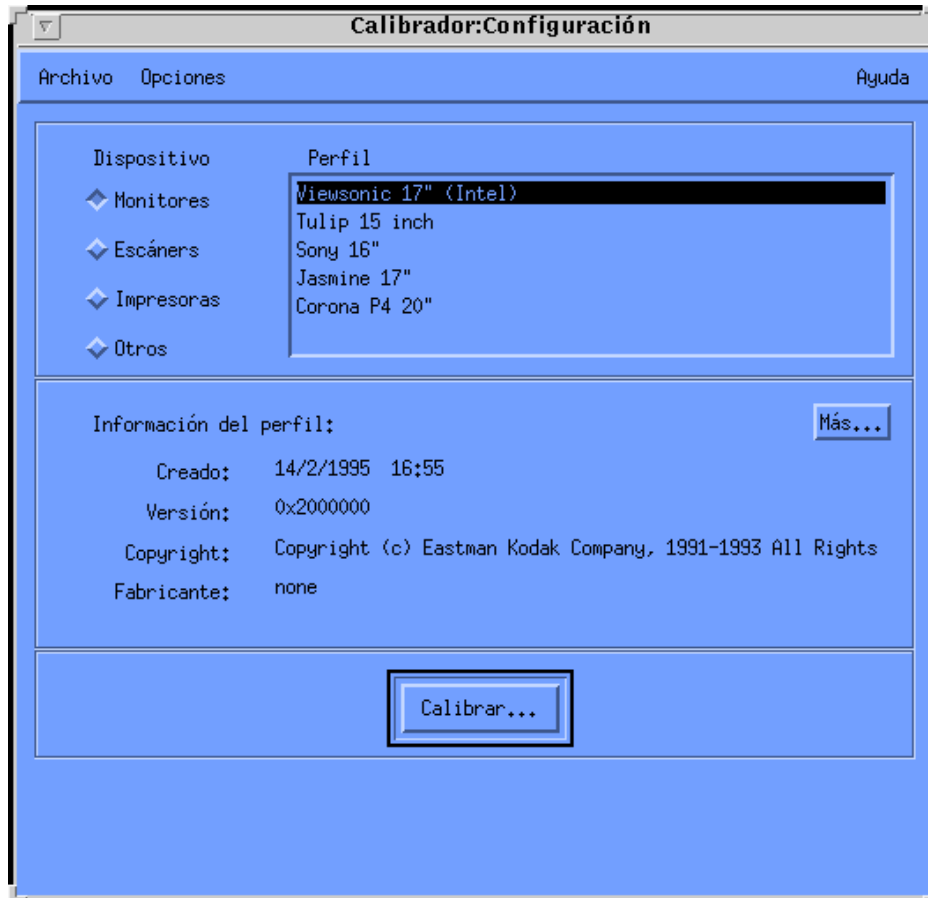 Calibrador:Configuración
Archivo Opciones Ayuda
Dispositivo Perfil
Monitores
Escáners
Impresoras
Otros
Viewsonic 17" (Intel)
Tulip 15 inch
Sony 16"
Jasmine 17"
Corona P4 20"
Información del perfil: Más...
Creado: 14/2/1995 16:55
Versión: 0x2000000
Copyright: Copyright (c) Eastman Kodak Company, 1991-1993 All Rights
Fabricante: none
Calibrar...